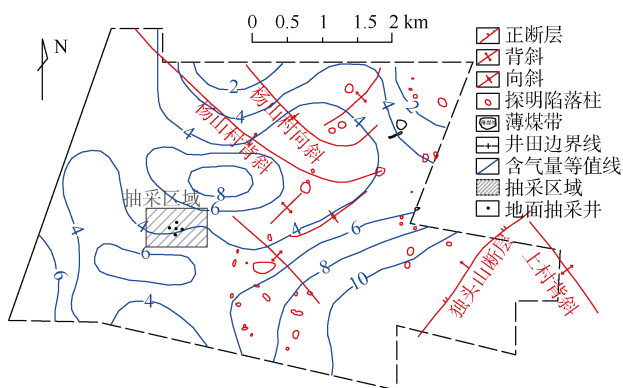 0 0.5 1 1.5 2 km
N
正断层
背斜
向斜
探明陷落柱
薄煤带
井田边界线
含气量等值线
抽采区域
地面抽采井
杨山村背斜
杨山村向斜
抽采区域
独头山断层
上村背斜
2
4
4
4
2
8
6
4
4
6
6
4
4
6
8
10